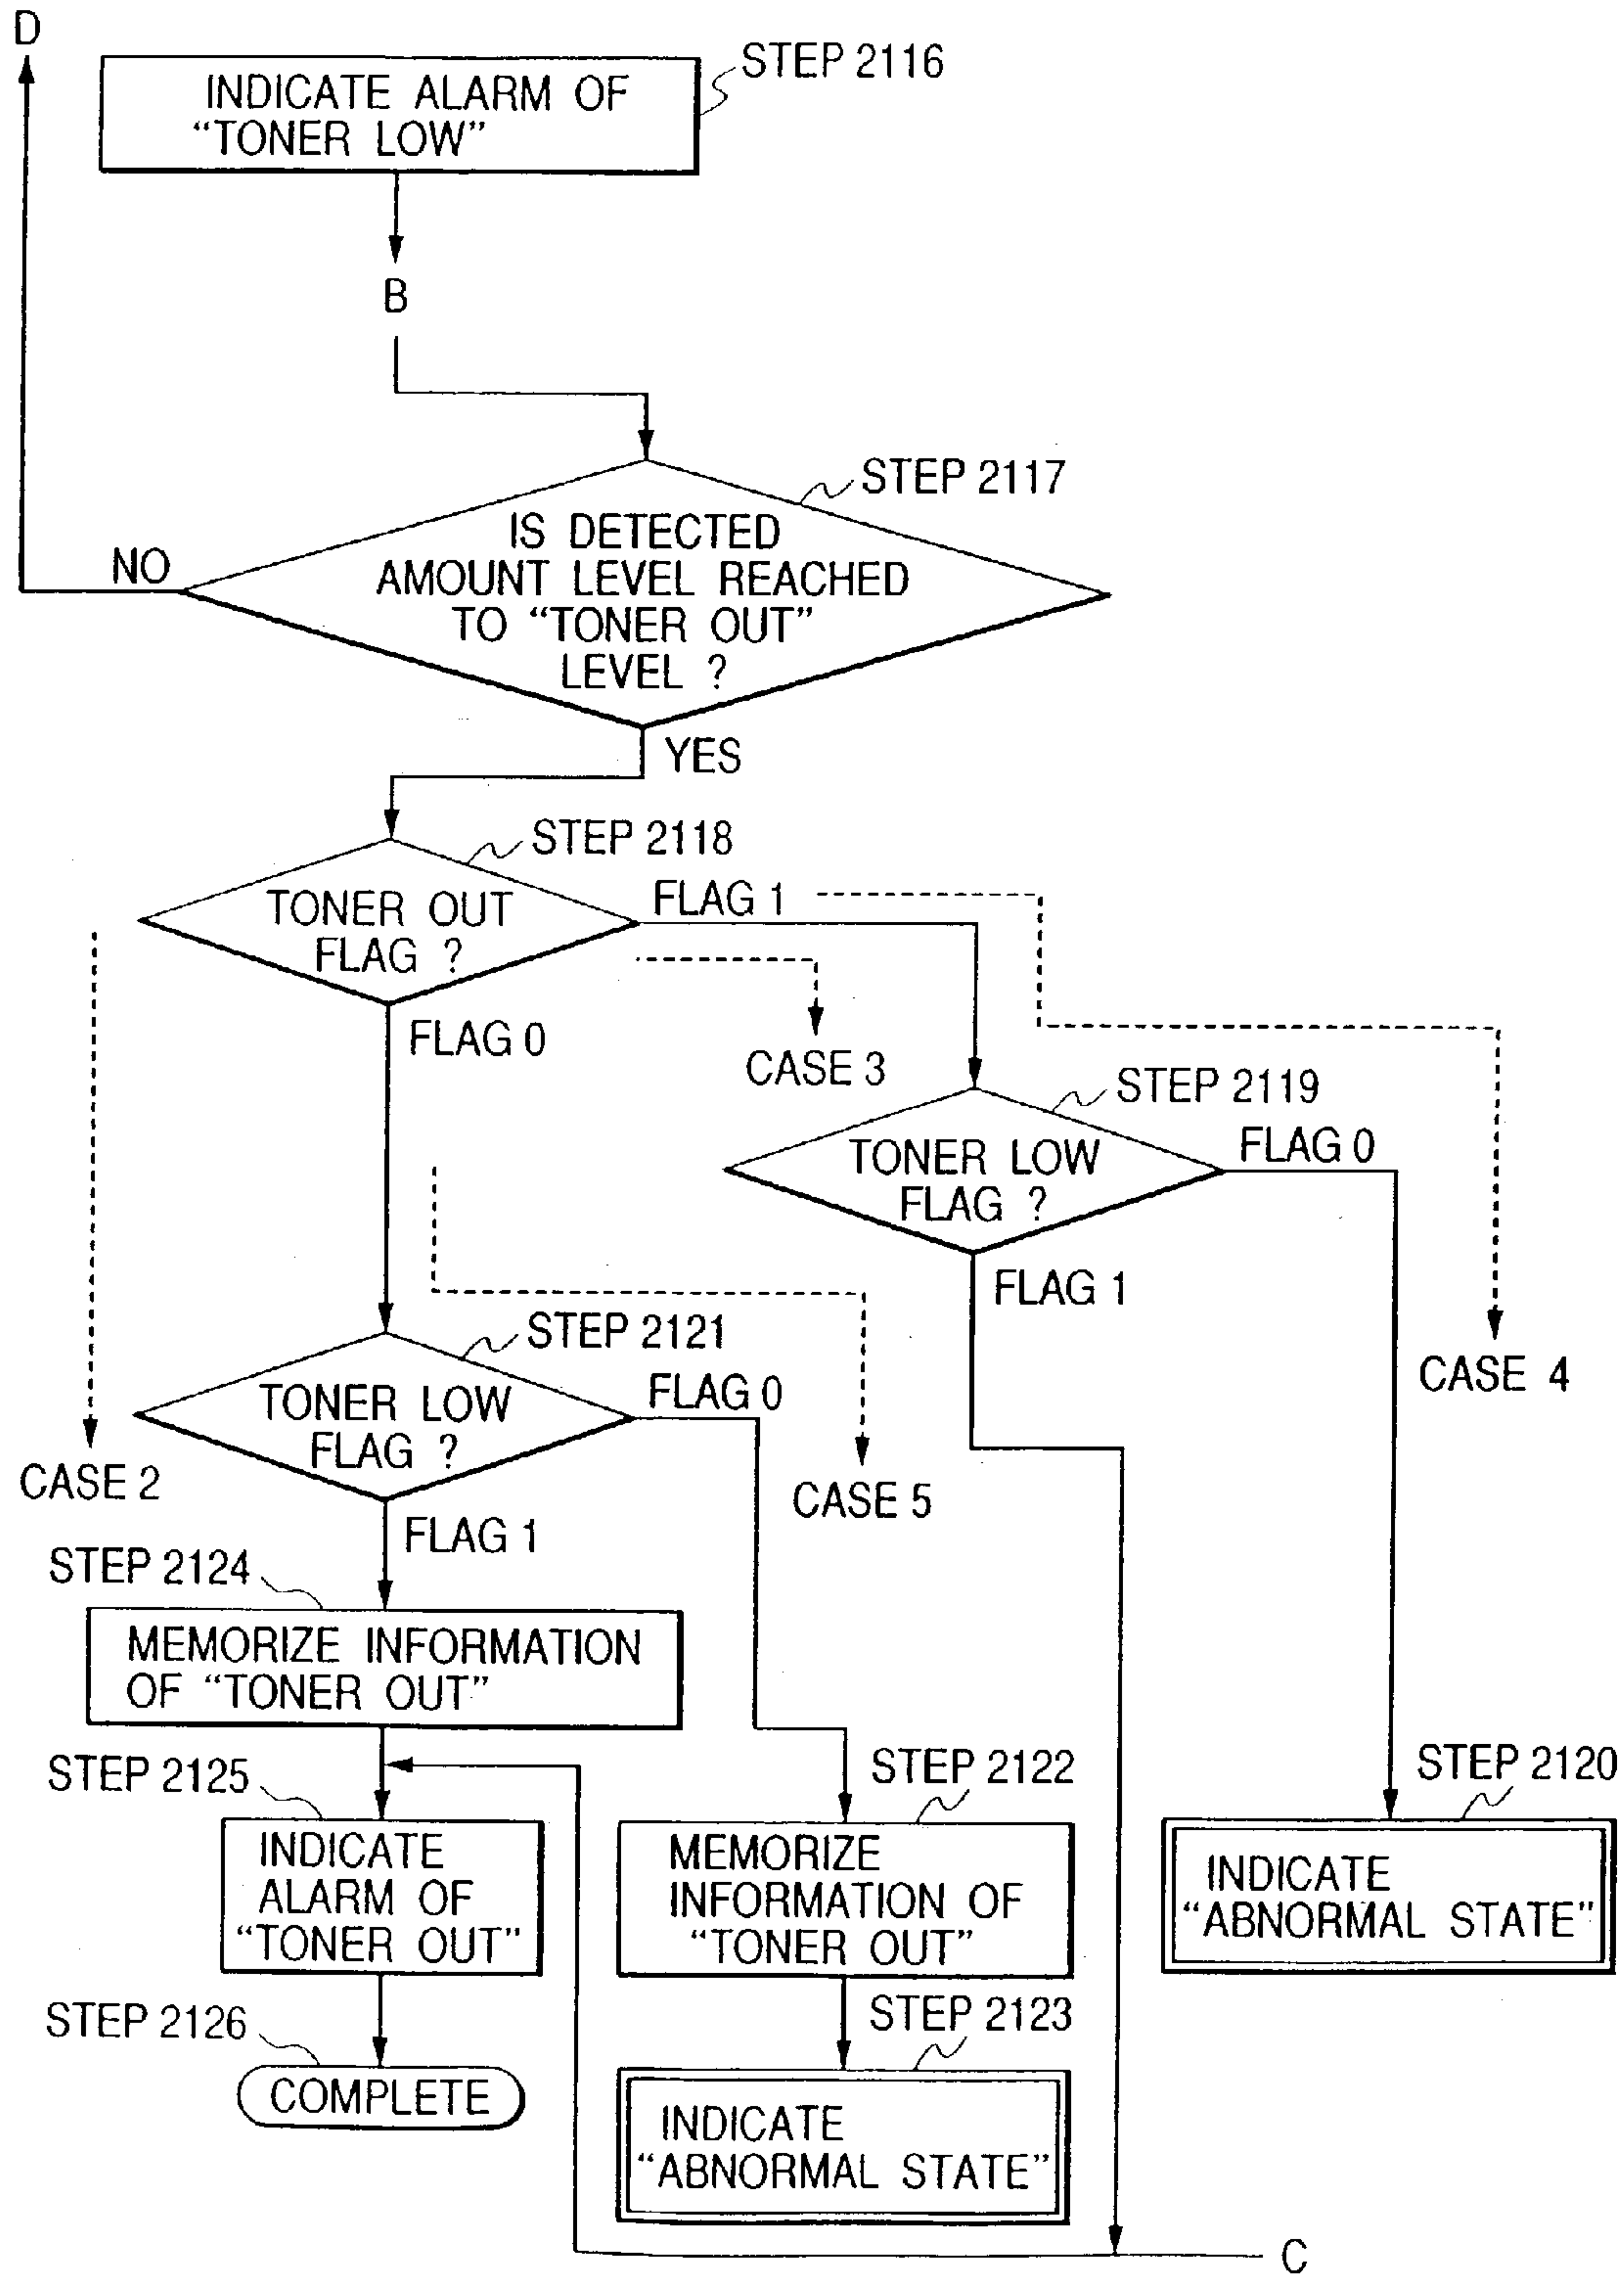 D
STEP 2116
INDICATE ALARM OF
“TONER LOW”
B
STEP 2117
IS DETECTED
AMOUNT LEVEL REACHED
TO “TONER OUT”
LEVEL ?
NO
YES
STEP 2118
TONER OUT
FLAG ?
FLAG 1
FLAG 0
CASE 3
STEP 2119
TONER LOW
FLAG ?
FLAG 0
FLAG 1
CASE 4
STEP 2121
TONER LOW
FLAG ?
FLAG 0
CASE 2
CASE 5
FLAG 1
STEP 2124
MEMORIZE INFORMATION
OF “TONER OUT”
STEP 2125
INDICATE
ALARM OF
“TONER OUT”
STEP 2122
MEMORIZE
INFORMATION OF
“TONER OUT”
STEP 2120
INDICATE
“ABNORMAL STATE”
STEP 2126
COMPLETE
STEP 2123
INDICATE
“ABNORMAL STATE”
C